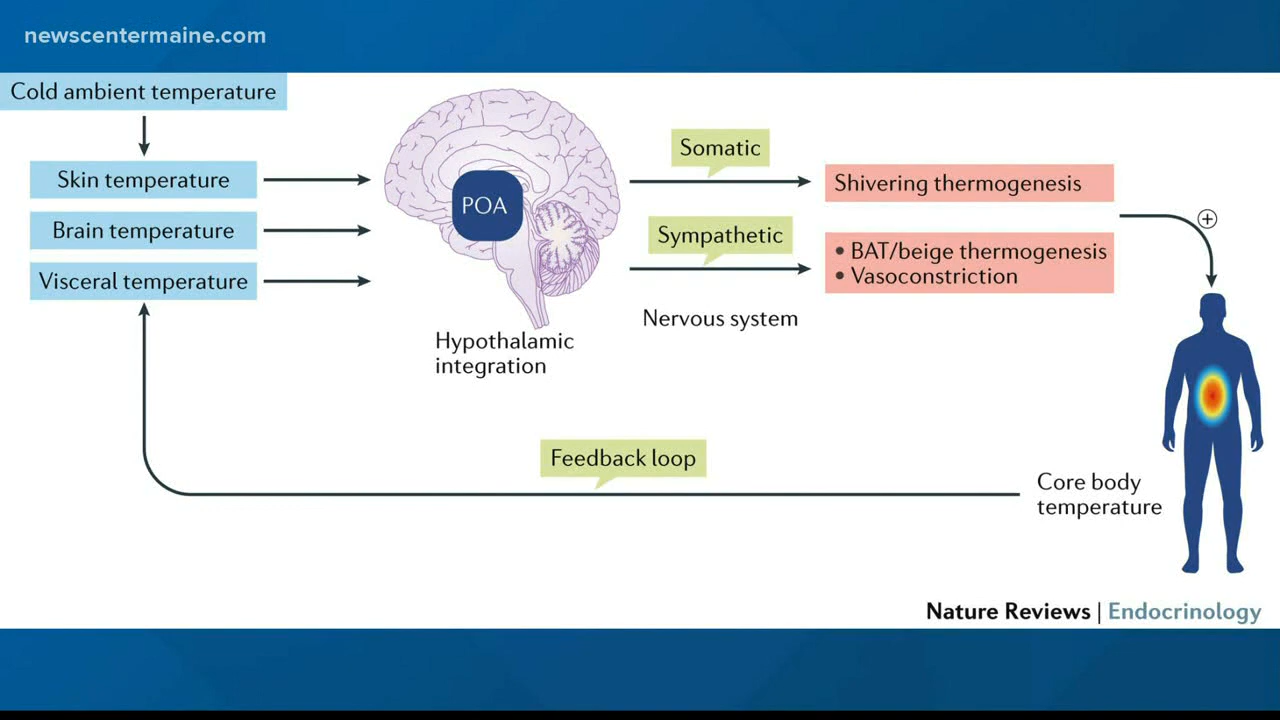 newscentermaine.com
Cold ambient temperature
Skin temperature
Brain temperature
Visceral temperature
POA
Hypothalamic
integration
Somatic
Sympathetic
Nervous system
Shivering thermogenesis
• BAT/beige thermogenesis
• Vasoconstriction
+
Feedback loop
Core body
temperature
Nature Reviews | Endocrinology